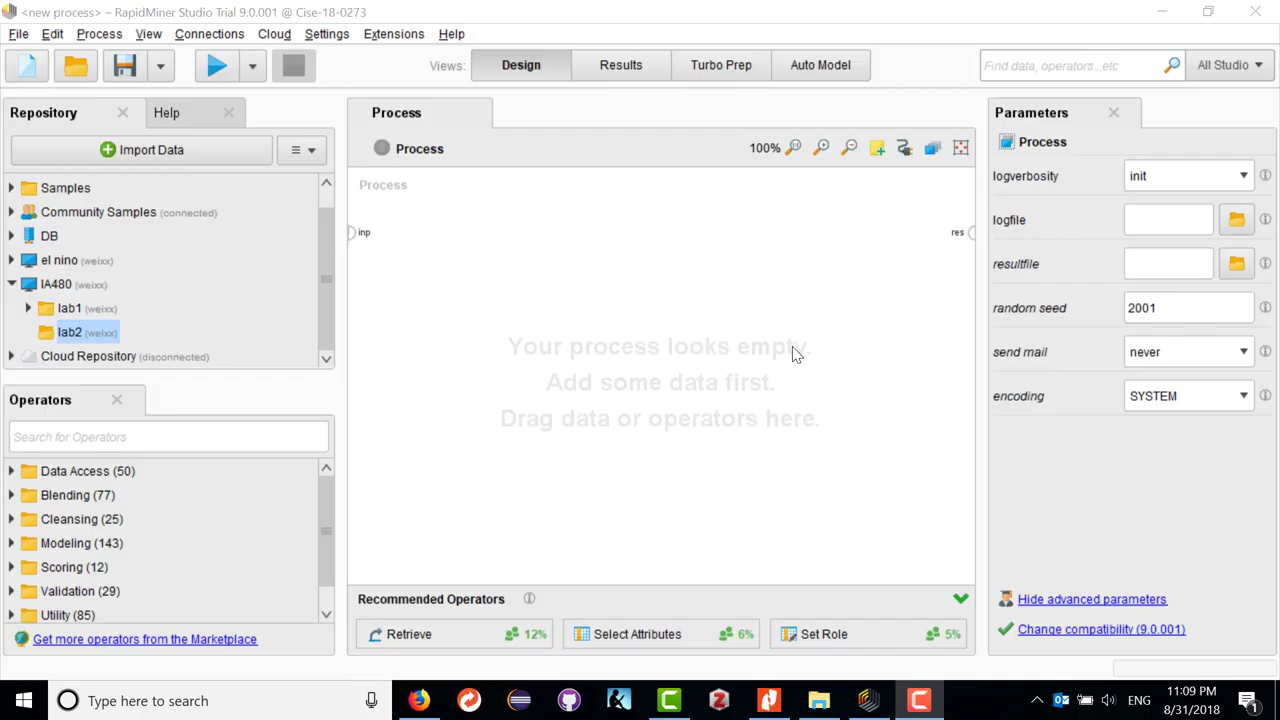 <new process> – RapidMiner Studio Trial 9.0.001 @ Cise-18-0273
File Edit Process View Connections Cloud Settings Extensions Help
Views: Design Results Turbo Prep Auto Model Find data, operators...etc All Studio
Repository Help
Import Data
Samples
Community Samples (connected)
DB
el nino (weixx)
IA480 (weixx)
lab1 (weixx)
lab2 (weixx)
Cloud Repository (disconnected)
Operators
Search for Operators
Data Access (50)
Blending (77)
Cleansing (25)
Modeling (143)
Scoring (12)
Validation (29)
Utility (85)
Get more operators from the Marketplace
Process
Process 100%
Process
inp res
Your process looks empty.
Add some data first.
Drag data or operators here.
Recommended Operators
Retrieve 12% Select Attributes 6% Set Role 5%
Parameters
Process
logverbosity init
logfile
resultfile
random seed 2001
send mail never
encoding SYSTEM
Hide advanced parameters
Change compatibility (9.0.001)
Type here to search
ENG
11:09 PM
8/31/2018
1